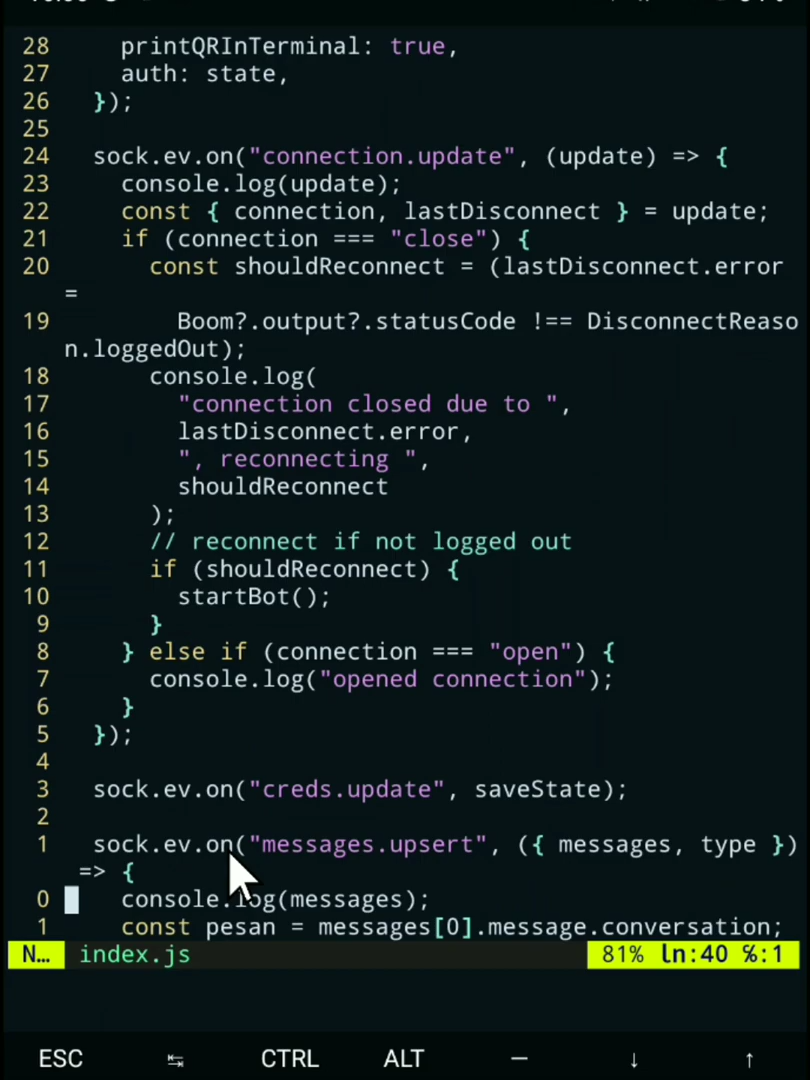 28 printQRInTerminal: true,
27 auth: state,
26 });
25
24 sock.ev.on("connection.update", (update) => {
23 console.log(update);
22 const { connection, lastDisconnect } = update;
21 if (connection === "close") {
20 const shouldReconnect = (lastDisconnect.error
=
19 Boom?.output?.statusCode !== DisconnectReaso
n.loggedOut);
18 console.log(
17 "connection closed due to ",
16 lastDisconnect.error,
15 ", reconnecting ",
14 shouldReconnect
13 );
12 // reconnect if not logged out
11 if (shouldReconnect) {
10 startBot();
9 }
8 } else if (connection === "open") {
7 console.log("opened connection");
6 }
5 });
4
3 sock.ev.on("creds.update", saveState);
2
1 sock.ev.on("messages.upsert", ({ messages, type })
=> {
0 console.log(messages);
1 const pesan = messages[0].message.conversation;
N… index.js 81% ln:40 %:1
ESC ↹ CTRL ALT — ↓ ↑